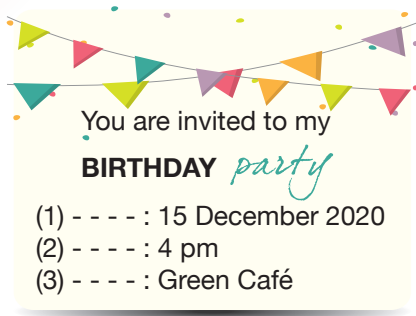 You are invited to my
BIRTHDAY party
(1) - - - - : 15 December 2020
(2) - - - - : 4 pm
(3) - - - - : Green Café